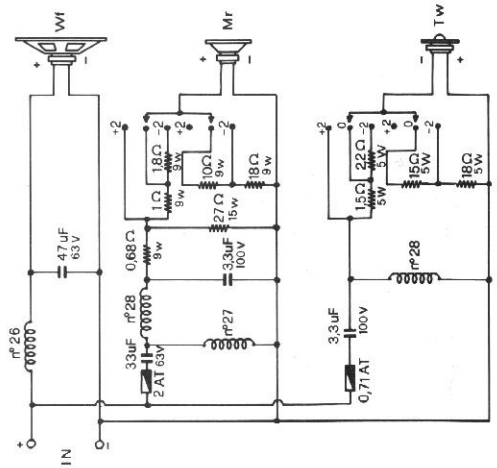 Wf
+ -
Mr
+ -
Tw
+ -
+2
-2
+2
-2
+2
0
-2
+2
0
-2
1,8Ω
9w
1Ω
9w
10Ω
9w
18Ω
9w
27Ω
15w
2,2Ω
5W
1,5Ω
5W
15Ω
5W
18Ω
5W
47uF
63V
0,68Ω
9w
3,3uF
100V
nº28
nº26
nº28
33uF
63V
2 AT
nº27
3,3uF
100V
0,71 AT
+
IN
-